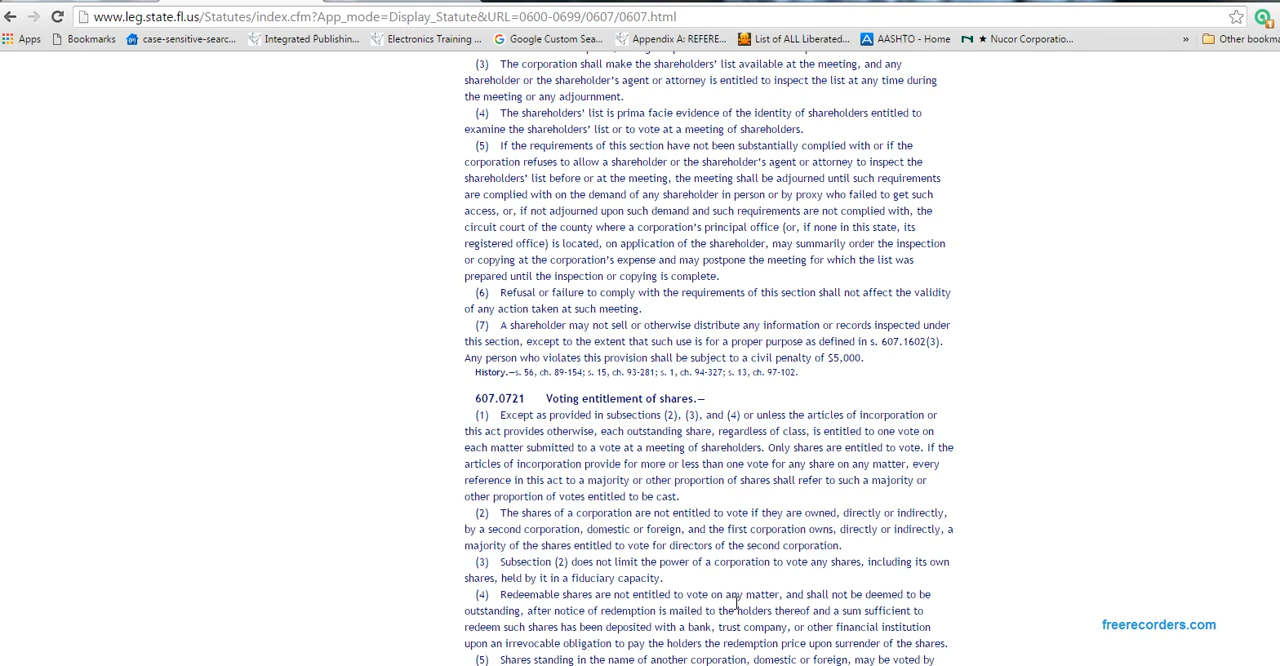 www.leg.state.fl.us/Statutes/index.cfm?App_mode=Display_Statute&URL=0600-0699/0607/0607.html
Apps Bookmarks case-sensitive-searc... Integrated Publishin... Electronics Training ... Google Custom Sea... Appendix A: REFERE... List of ALL Liberated... AASHTO - Home ★ Nucor Corporatio... » Other bookma
(3) The corporation shall make the shareholders' list available at the meeting, and any
shareholder or the shareholder's agent or attorney is entitled to inspect the list at any time during
the meeting or any adjournment.
(4) The shareholders' list is prima facie evidence of the identity of shareholders entitled to
examine the shareholders' list or to vote at a meeting of shareholders.
(5) If the requirements of this section have not been substantially complied with or if the
corporation refuses to allow a shareholder or the shareholder's agent or attorney to inspect the
shareholders' list before or at the meeting, the meeting shall be adjourned until such requirements
are complied with on the demand of any shareholder in person or by proxy who failed to get such
access, or, if not adjourned upon such demand and such requirements are not complied with, the
circuit court of the county where a corporation's principal office (or, if none in this state, its
registered office) is located, on application of the shareholder, may summarily order the inspection
or copying at the corporation's expense and may postpone the meeting for which the list was
prepared until the inspection or copying is complete.
(6) Refusal or failure to comply with the requirements of this section shall not affect the validity
of any action taken at such meeting.
(7) A shareholder may not sell or otherwise distribute any information or records inspected under
this section, except to the extent that such use is for a proper purpose as defined in s. 607.1602(3).
Any person who violates this provision shall be subject to a civil penalty of $5,000.
History.—s. 56, ch. 89-154; s. 15, ch. 93-281; s. 1, ch. 94-327; s. 13, ch. 97-102.
607.0721 Voting entitlement of shares.—
(1) Except as provided in subsections (2), (3), and (4) or unless the articles of incorporation or
this act provides otherwise, each outstanding share, regardless of class, is entitled to one vote on
each matter submitted to a vote at a meeting of shareholders. Only shares are entitled to vote. If the
articles of incorporation provide for more or less than one vote for any share on any matter, every
reference in this act to a majority or other proportion of shares shall refer to such a majority or
other proportion of votes entitled to be cast.
(2) The shares of a corporation are not entitled to vote if they are owned, directly or indirectly,
by a second corporation, domestic or foreign, and the first corporation owns, directly or indirectly, a
majority of the shares entitled to vote for directors of the second corporation.
(3) Subsection (2) does not limit the power of a corporation to vote any shares, including its own
shares, held by it in a fiduciary capacity.
(4) Redeemable shares are not entitled to vote on any matter, and shall not be deemed to be
outstanding, after notice of redemption is mailed to the holders thereof and a sum sufficient to
redeem such shares has been deposited with a bank, trust company, or other financial institution
upon an irrevocable obligation to pay the holders the redemption price upon surrender of the shares.
(5) Shares standing in the name of another corporation, domestic or foreign, may be voted by
freerecorders.com